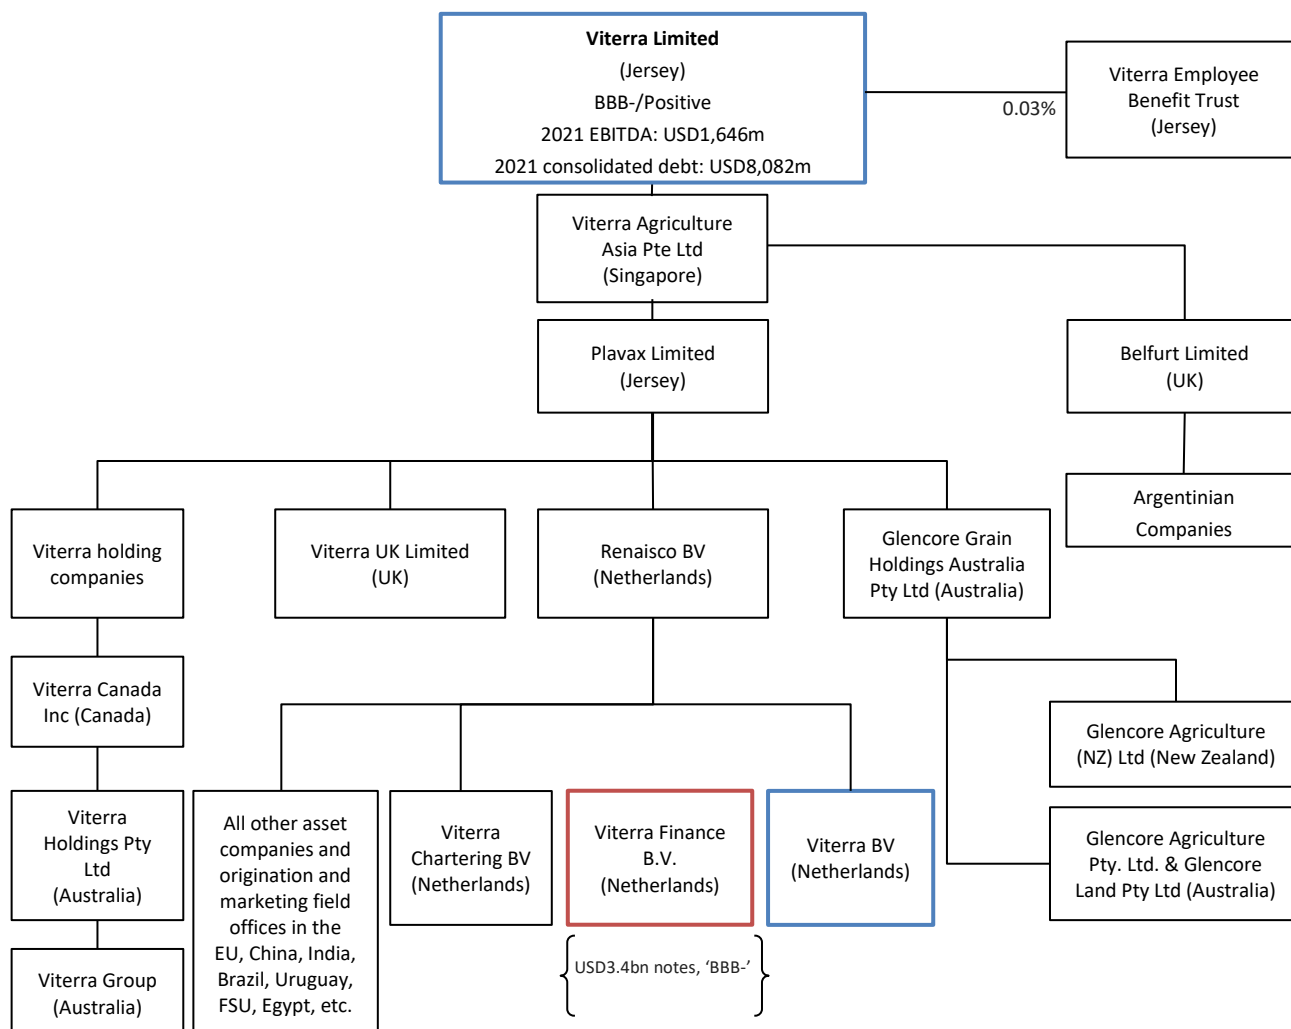 Viterra Limited
(Jersey)
BBB-/Positive
2021 EBITDA: USD1,646m
2021 consolidated debt: USD8,082m
0.03%
Viterra Employee
Benefit Trust
(Jersey)
Viterra Agriculture
Asia Pte Ltd
(Singapore)
Plavax Limited
(Jersey)
Belfurt Limited
(UK)
Argentinian
Companies
Viterra holding
companies
Viterra UK Limited
(UK)
Renaisco BV
(Netherlands)
Glencore Grain
Holdings Australia
Pty Ltd (Australia)
Viterra Canada
Inc (Canada)
Glencore Agriculture
(NZ) Ltd (New Zealand)
Viterra
Holdings Pty
Ltd
(Australia)
All other asset
companies and
origination and
marketing field
offices in the
EU, China, India,
Brazil, Uruguay,
FSU, Egypt, etc.
Viterra
Chartering BV
(Netherlands)
Viterra Finance
B.V.
(Netherlands)
Viterra BV
(Netherlands)
Glencore Agriculture
Pty. Ltd. & Glencore
Land Pty Ltd (Australia)
Viterra Group
(Australia)
USD3.4bn notes, ‘BBB-’